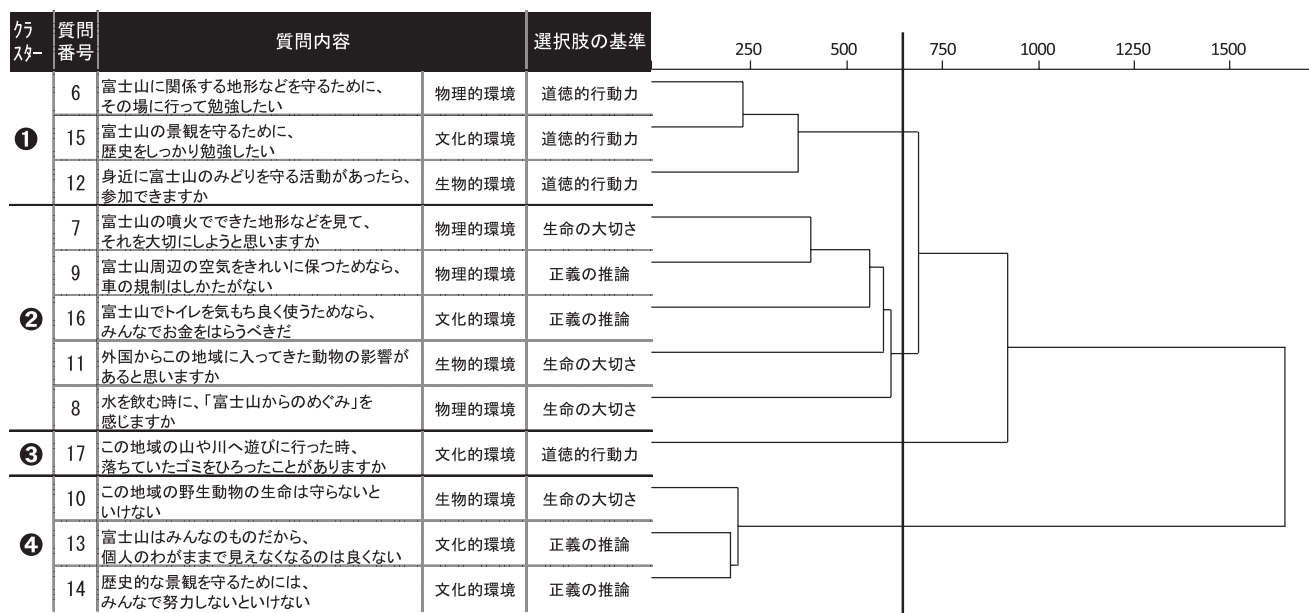 クラスター 質問番号 質問内容 選択肢の基準
250 500 750 1000 1250 1500
❶
6 富士山に関係する地形などを守るために、
その場に行って勉強したい 物理的環境 道徳的行動力
15 富士山の景観を守るために、
歴史をしっかり勉強したい 文化的環境 道徳的行動力
12 身近に富士山のみどりを守る活動があったら、
参加できますか 生物的環境 道徳的行動力
❷
7 富士山の噴火でできた地形などを見て、
それを大切にしようと思いますか 物理的環境 生命の大切さ
9 富士山周辺の空気をきれいに保つためなら、
車の規制はしかたがない 物理的環境 正義の推論
16 富士山でトイレを気もち良く使うためなら、
みんなでお金をはらうべきだ 文化的環境 正義の推論
11 外国からこの地域に入ってきた動物の影響が
あると思いますか 生物的環境 生命の大切さ
8 水を飲む時に、「富士山からのめぐみ」を
感じますか 物理的環境 生命の大切さ
❸
17 この地域の山や川へ遊びに行った時、
落ちていたゴミをひろったことがありますか 文化的環境 道徳的行動力
❹
10 この地域の野生動物の生命は守らないと
いけない 生物的環境 生命の大切さ
13 富士山はみんなのものだから、
個人のわがままで見えなくなるのは良くない 文化的環境 正義の推論
14 歴史的な景観を守るためには、
みんなで努力しないといけない 文化的環境 正義の推論